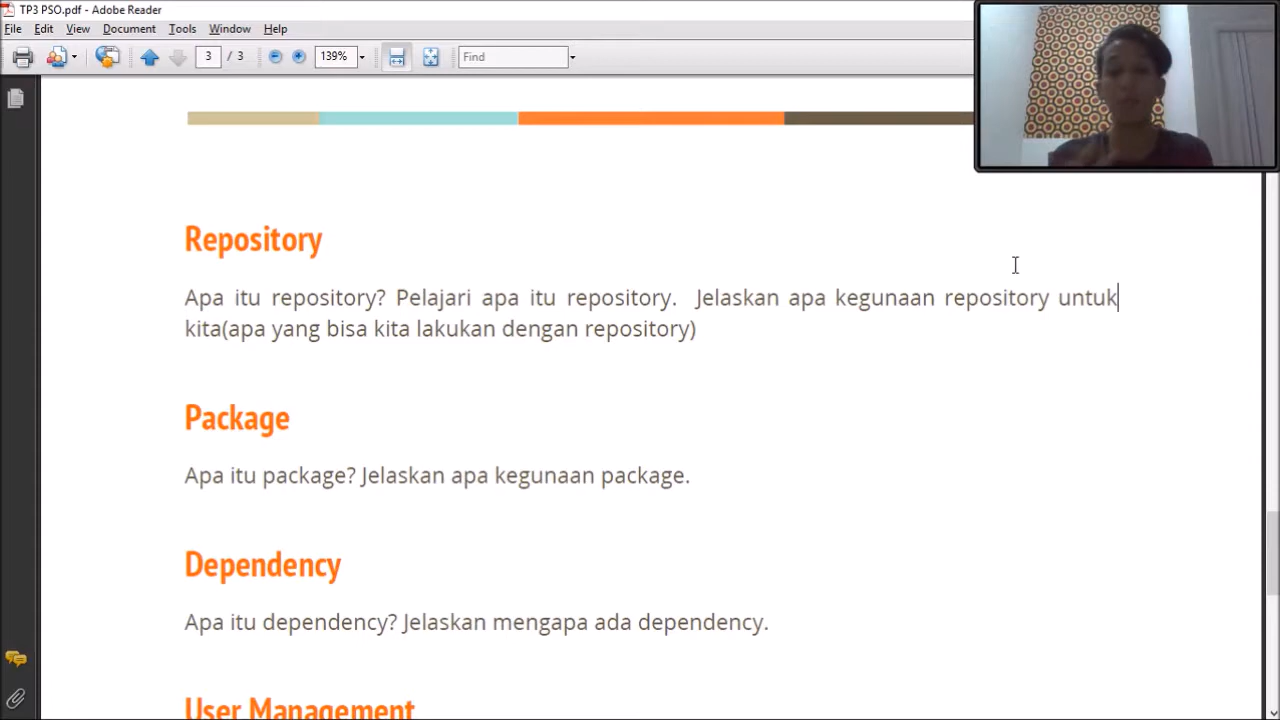 TP3 PSO.pdf - Adobe Reader
File Edit View Document Tools Window Help
3 / 3 139% Find
Repository
Apa itu repository? Pelajari apa itu repository. Jelaskan apa kegunaan repository untuk
kita(apa yang bisa kita lakukan dengan repository)
Package
Apa itu package? Jelaskan apa kegunaan package.
Dependency
Apa itu dependency? Jelaskan mengapa ada dependency.
User Management